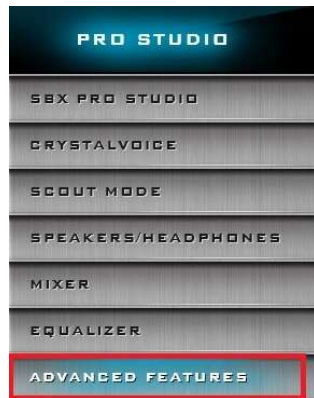 PRO STUDIO
SBX PRO STUDIO
CRYSTALVOICE
SCOUT MODE
SPEAKERS/HEADPHONES
MIXER
EQUALIZER
ADVANCED FEATURES